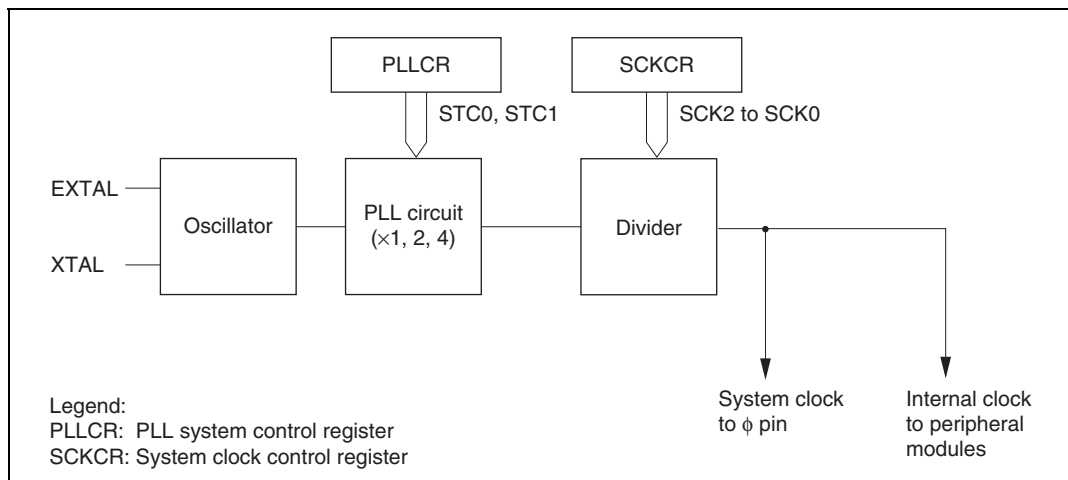 PLLCR
SCKCR
STC0, STC1
SCK2 to SCK0
EXTAL
XTAL
Oscillator
PLL circuit
(×1, 2, 4)
Divider
System clock
to ϕ pin
Internal clock
to peripheral
modules
Legend:
PLLCR: PLL system control register
SCKCR: System clock control register